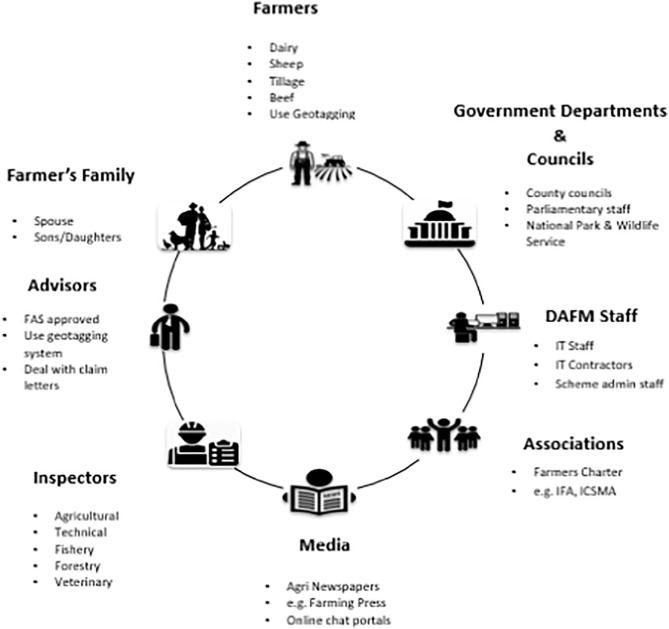 Farmers
• Dairy
• Sheep
• Tillage
• Beef
• Use Geotagging
Government Departments
&
Councils
• County councils
• Parliamentary staff
• National Park & Wildlife
Service
DAFM Staff
• IT Staff
• IT Contractors
• Scheme admin staff
Associations
• Farmers Charter
• e.g. IFA, ICSMA
Media
• Agri Newspapers
• e.g. Farming Press
• Online chat portals
NEWS
Inspectors
• Agricultural
• Technical
• Fishery
• Forestry
• Veterinary
Advisors
• FAS approved
• Use geotagging
system
• Deal with claim
letters
Farmer's Family
• Spouse
• Sons/Daughters